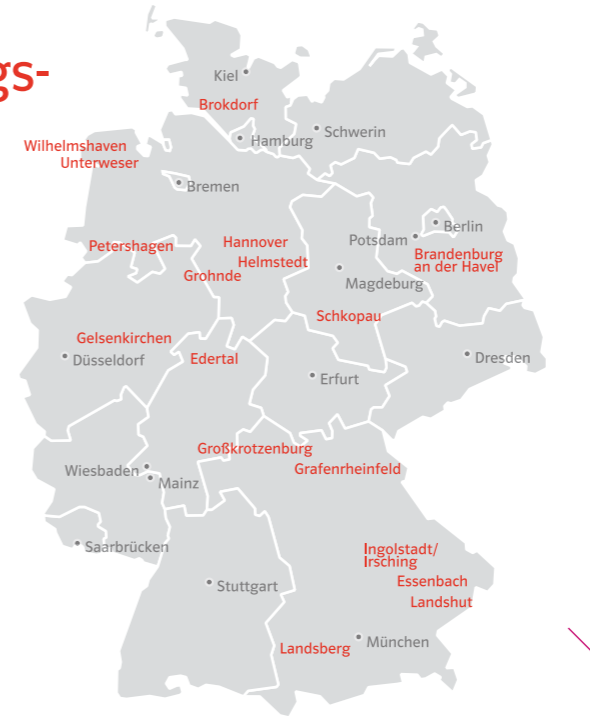 gs-
Kiel
Brokdorf
Schwerin
Hamburg
Wilhelmshaven
Unterweser
Bremen
Berlin
Potsdam
Hannover
Petershagen
Brandenburg
an der Havel
Helmstedt
Grohnde
Magdeburg
Schkopau
Gelsenkirchen
Düsseldorf
Edertal
Dresden
Erfurt
Großkrotzenburg
Grafenrheinfeld
Wiesbaden
Mainz
Saarbrücken
Ingolstadt/
Irsching
Essenbach
Stuttgart
Landshut
München
Landsberg